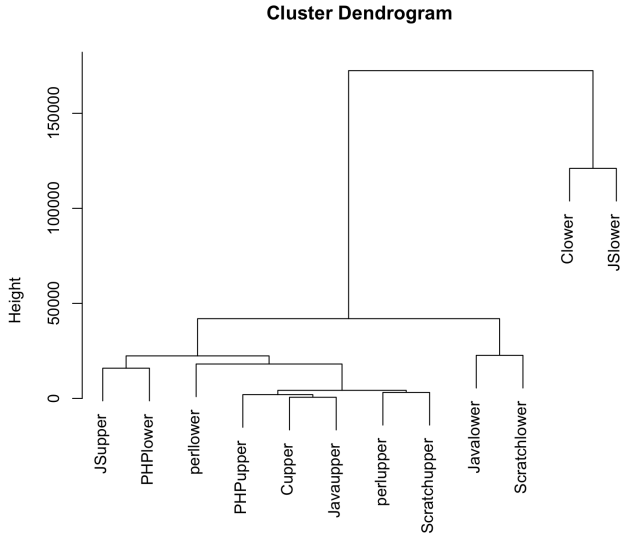 Cluster Dendrogram
Height
150000
100000
50000
0
JSupper
PHPlower
perllower
PHPupper
Cupper
Javaupper
perlupper
Scratchupper
Javalower
Scratchlower
Clower
JSlower